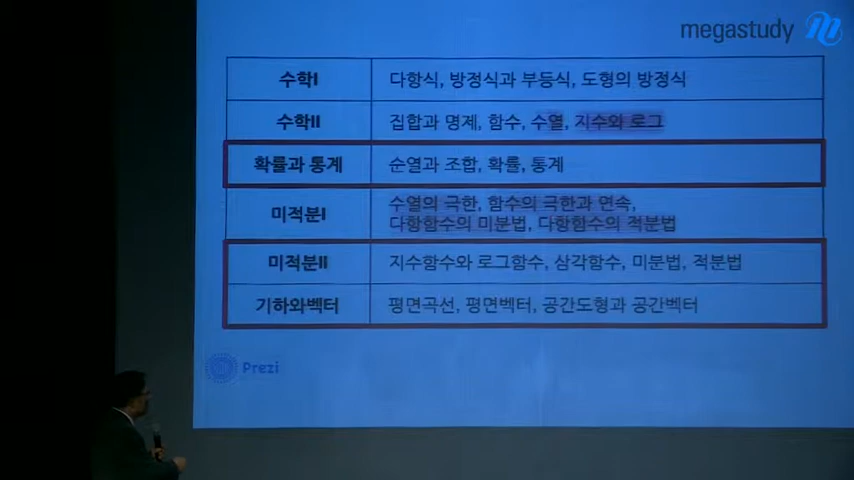 megastudy
수학I
다항식, 방정식과 부등식, 도형의 방정식
수학II
집합과 명제, 함수, 수열, 지수와 로그
확률과 통계
순열과 조합, 확률, 통계
미적분I
수열의 극한, 함수의 극한과 연속,
다항함수의 미분법, 다항함수의 적분법
미적분II
지수함수와 로그함수, 삼각함수, 미분법, 적분법
기하와벡터
평면곡선, 평면벡터, 공간도형과 공간벡터
Prezi